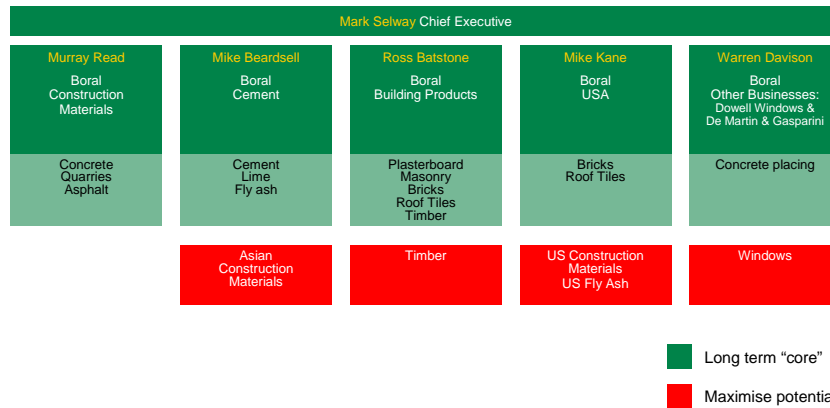 Mark Selway Chief Executive
Murray Read
Boral
Construction
Materials
Concrete
Quarries
Asphalt
Mike Beardsell
Boral
Cement
Cement
Lime
Fly ash
Asian
Construction
Materials
Ross Batstone
Boral
Building Products
Plasterboard
Masonry
Bricks
Roof Tiles
Timber
Timber
Mike Kane
Boral
USA
Bricks
Roof Tiles
US Construction
Materials
US Fly Ash
Warren Davison
Boral
Other Businesses:
Dowell Windows &
De Martin & Gasparini
Concrete placing
Windows
Long term “core”
Maximise potentia